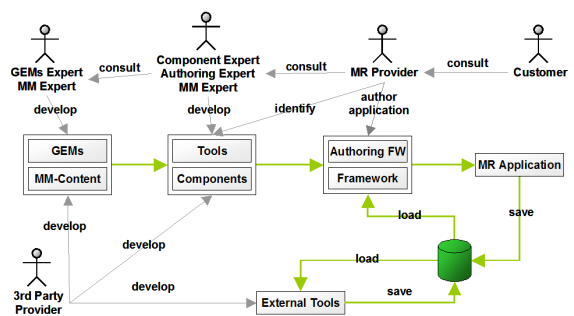 Component Expert
Authoring Expert
MM Expert
GEMs Expert
MM Expert
MR Provider
Customer
consult
consult
consult
develop
develop
identify
author
application
GEMs
MM-Content
Tools
Components
Authoring FW
Framework
MR Application
develop
develop
develop
load
save
load
save
3rd Party
Provider
External Tools